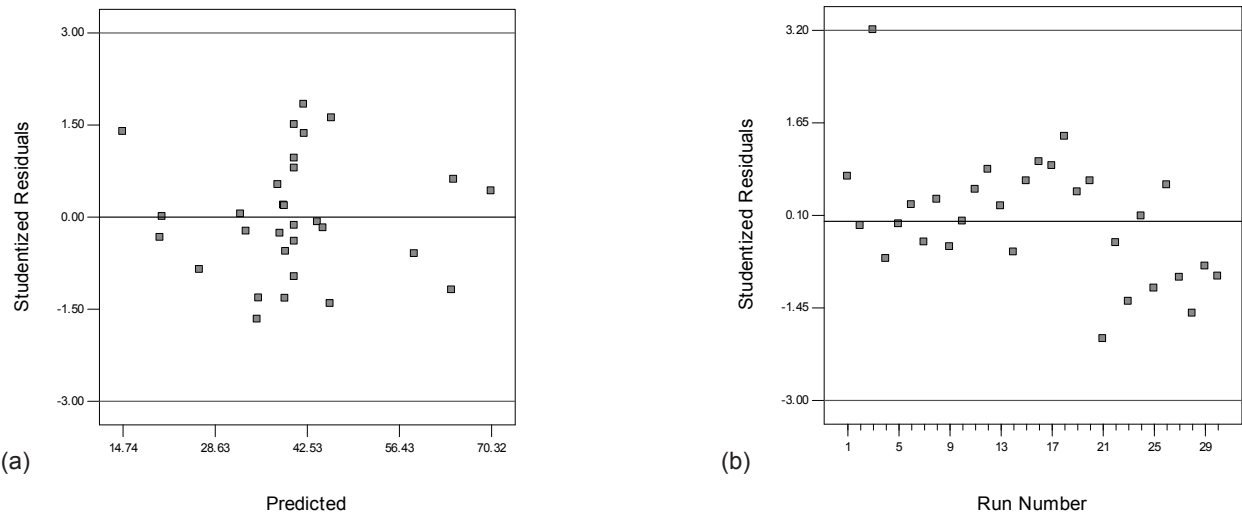 3.00
1.50
0.00
-1.50
-3.00
Studentized Residuals
14.74 28.63 42.53 56.43 70.32
(a)
Predicted
3.20
1.65
0.10
-1.45
-3.00
Studentized Residuals
1 5 9 13 17 21 25 29
(b)
Run Number